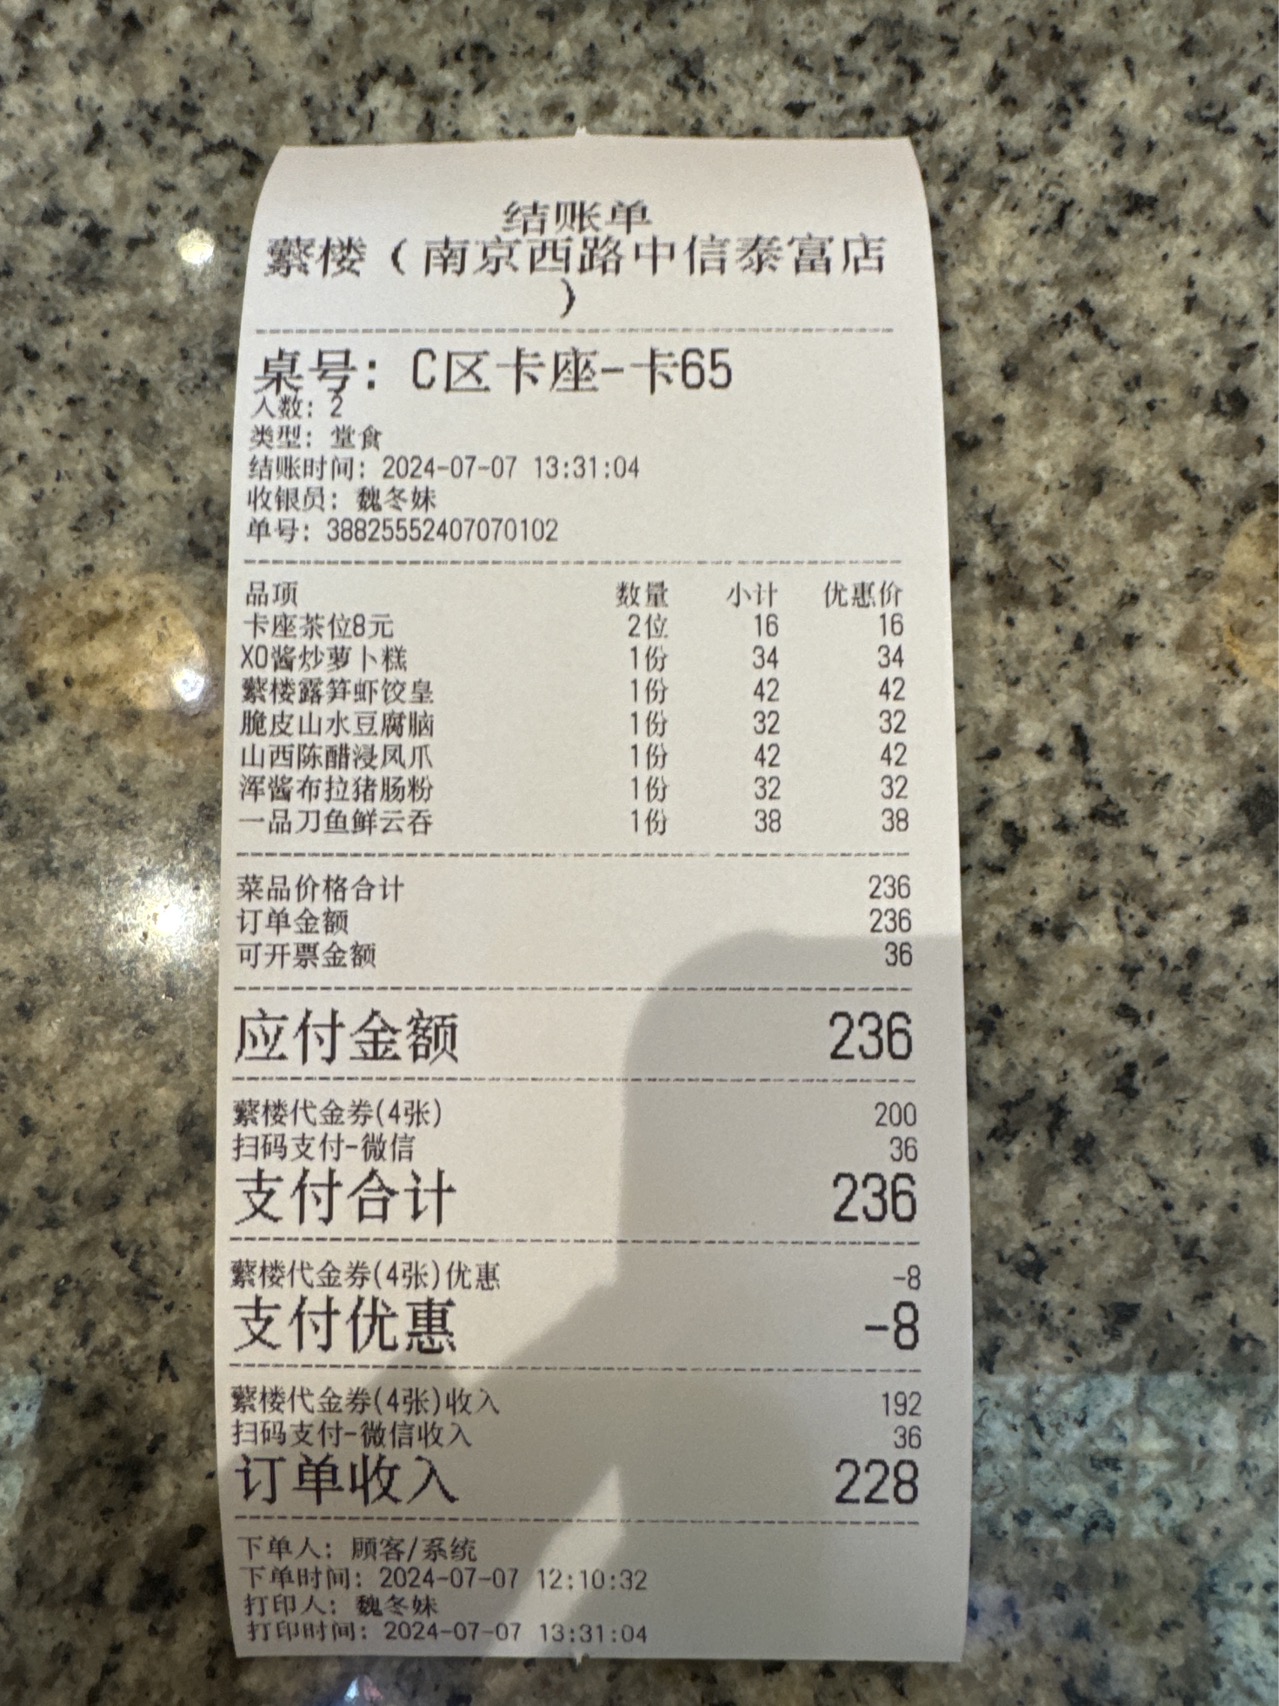 结账单
蘩楼（南京西路中信泰富店
）
桌号：C区卡座-卡65
人数：2
类型：堂食
结账时间：2024-07-07 13:31:04
收银员：魏冬妹
单号：38825552407070102
品项 数量 小计 优惠价
卡座茶位8元 2位 16 16
XO酱炒萝卜糕 1份 34 34
蘩楼露笋虾饺皇 1份 42 42
脆皮山水豆腐脑 1份 32 32
山西陈醋浸凤爪 1份 42 42
浑酱布拉猪肠粉 1份 32 32
一品刀鱼鲜云吞 1份 38 38
菜品价格合计 236
订单金额 236
可开票金额 36
应付金额 236
蘩楼代金券(4张) 200
扫码支付-微信 36
支付合计 236
蘩楼代金券(4张)优惠 -8
支付优惠 -8
蘩楼代金券(4张)收入 192
扫码支付-微信收入 36
订单收入 228
下单人：顾客/系统
下单时间：2024-07-07 12:10:32
打印人：魏冬妹
打印时间：2024-07-07 13:31:04